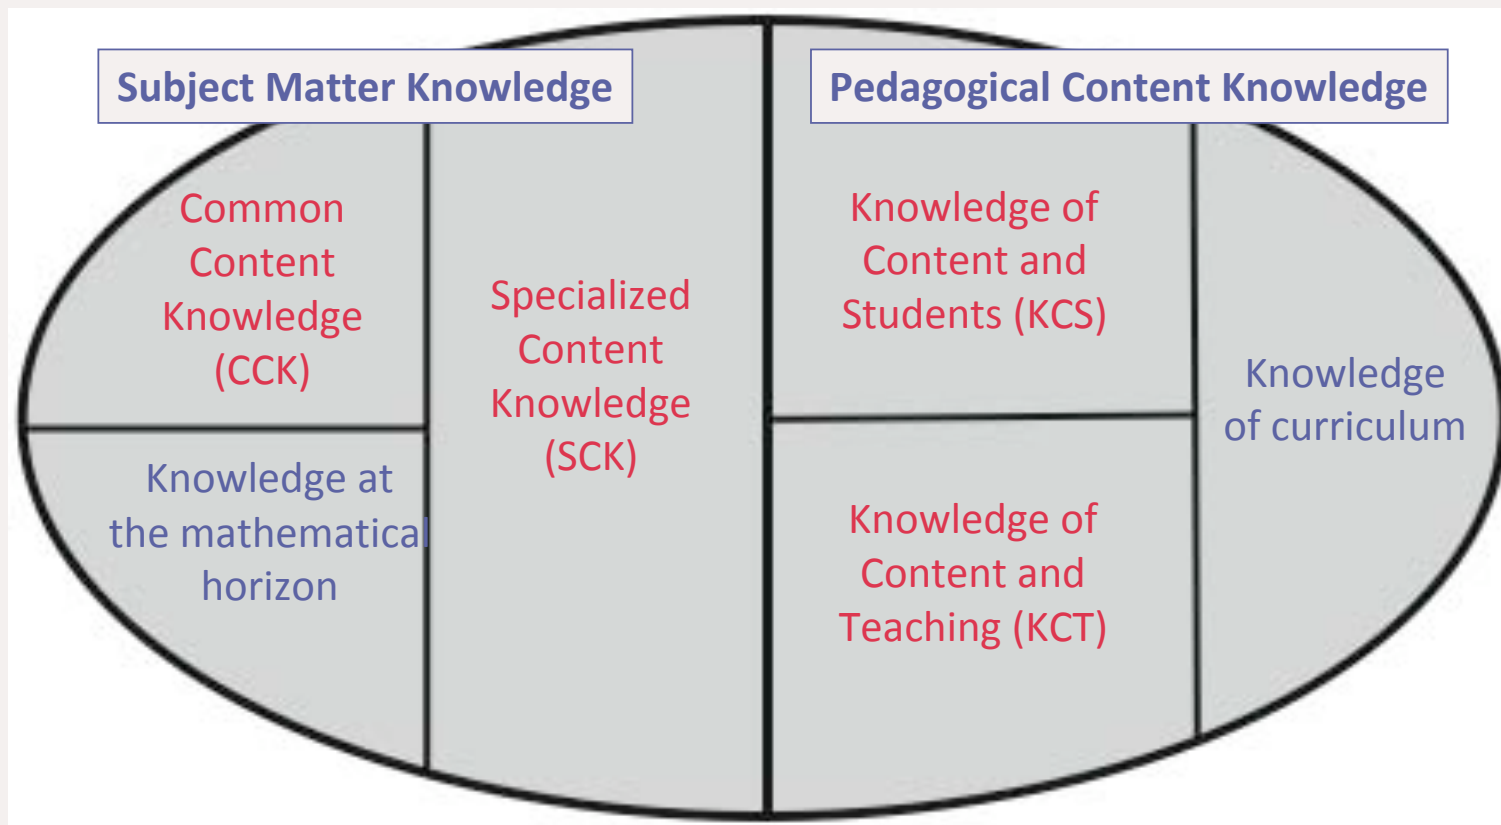 Subject Matter Knowledge
Pedagogical Content Knowledge
Common
Content
Knowledge
(CCK)
Knowledge at
the mathematical
horizon
Specialized
Content
Knowledge
(SCK)
Knowledge of
Content and
Students (KCS)
Knowledge of
Content and
Teaching (KCT)
Knowledge
of curriculum